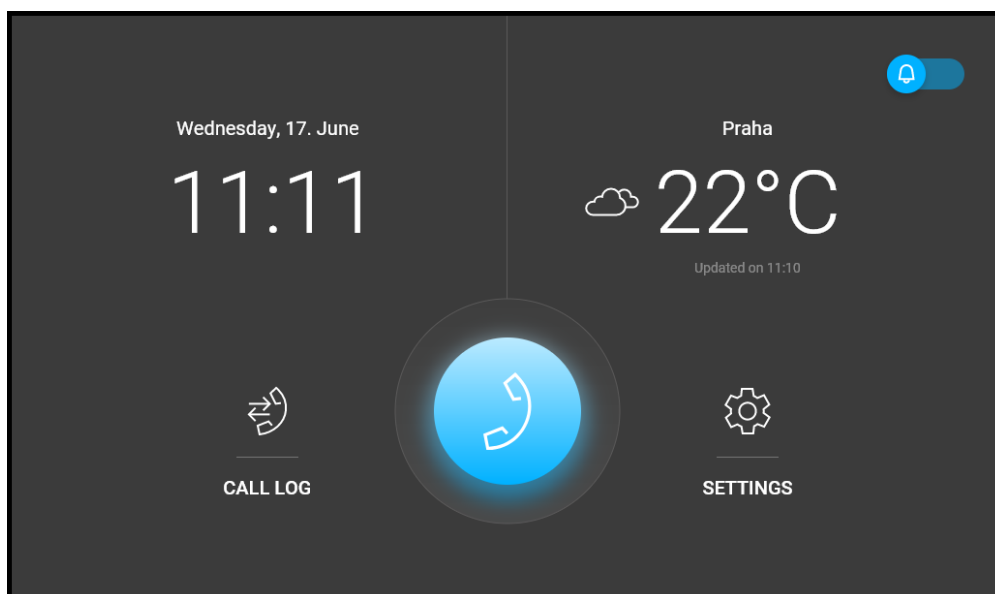 Wednesday, 17. June
11:11
Praha
22°C
Updated on 11:10
CALL LOG
SETTINGS